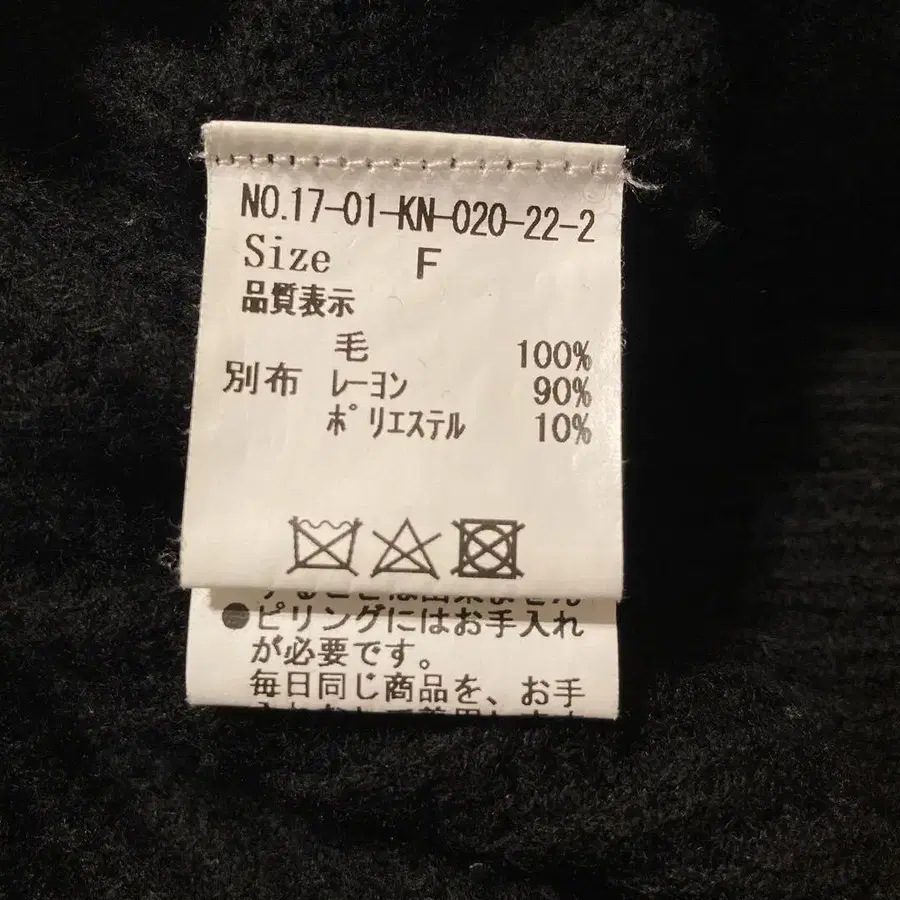 NO.17-01-KN-020-22-2
Size F
品質表示
毛 100%
別布 レーヨン 90%
ポリエステル 10%
●ピリングにはお手入れ
が必要です。
毎日同じ商品を、お手